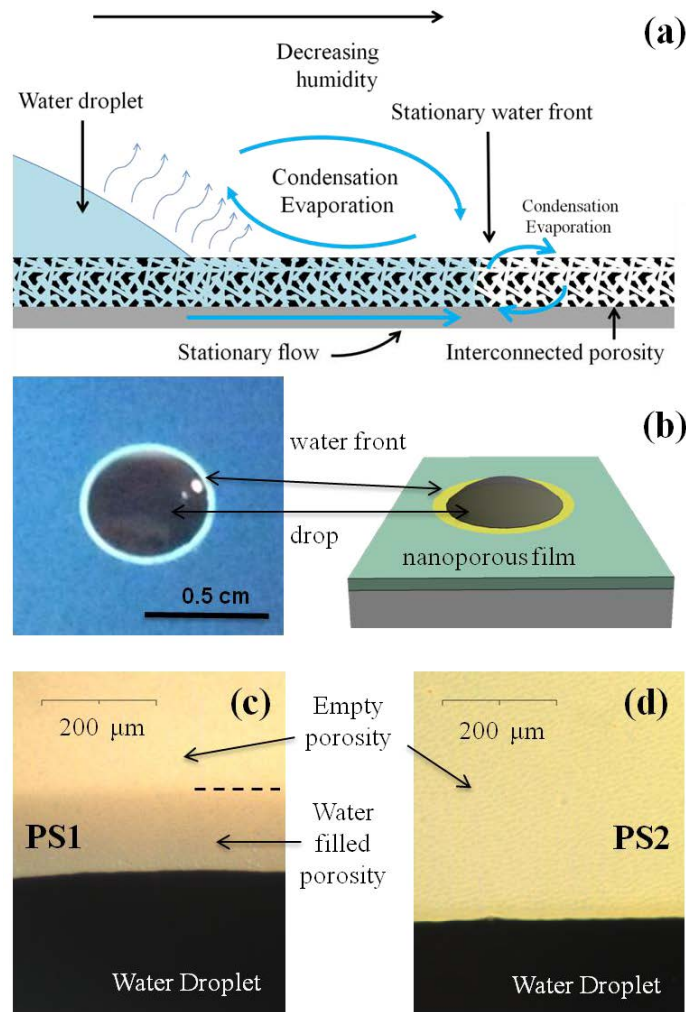 (a)
Decreasing
humidity
Water droplet
Stationary water front
Condensation
Evaporation
Condensation
Evaporation
Stationary flow
Interconnected porosity
(b)
water front
drop
nanoporous film
0.5 cm
(c)
200 μm
Empty
porosity
(d)
200 μm
PS1
Water
filled
porosity
PS2
Water Droplet
Water Droplet